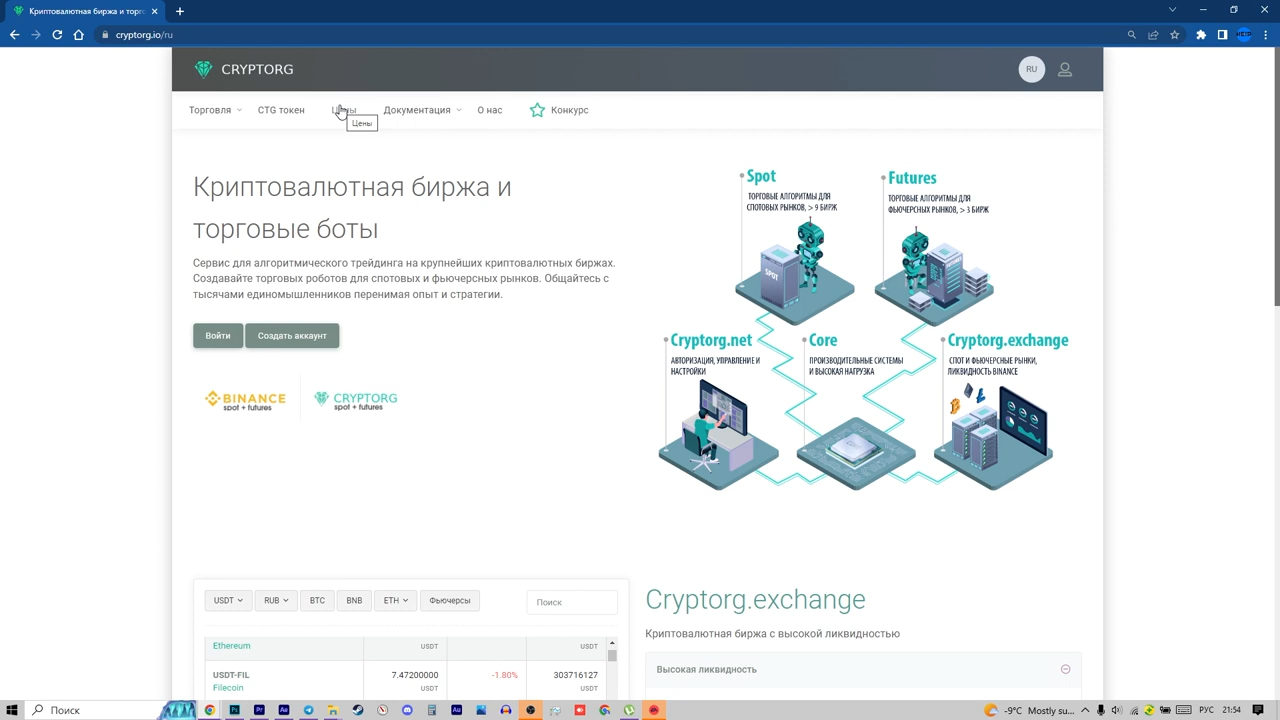 Криптовалютная биржа и тор
cryptorg.io/ru
CRYPTORG
RU
Торговля
CTG токен
Цены
Документация
О нас
Конкурс
Цены
Криптовалютная биржа и
торговые боты
Сервис для алгоритмического трейдинга на крупнейших криптовалютных биржах.
Создавайте торговых роботов для спотовых и фьючерсных рынков. Общайтесь с
тысячами единомышленников перенимая опыт и стратегии.
Войти
Создать аккаунт
BINANCE
spot + futures
CRYPTORG
spot + futures
Spot
ТОРГОВЫЕ АЛГОРИТМЫ ДЛЯ
СПОТОВЫХ РЫНКОВ, > 9 БИРЖ
SPOT
Futures
ТОРГОВЫЕ АЛГОРИТМЫ ДЛЯ
ФЬЮЧЕРСНЫХ РЫНКОВ, > 3 БИРЖ
Cryptorg.net
АВТОРИЗАЦИЯ, УПРАВЛЕНИЕ И
НАСТРОЙКИ
Core
ПРОИЗВОДИТЕЛЬНЫЕ СИСТЕМЫ
И ВЫСОКАЯ НАГРУЗКА
Cryptorg.exchange
СПОТ И ФЬЮЧЕРСНЫЕ РЫНКИ,
ЛИКВИДНОСТЬ BINANCE
USDT
RUB
BTC
BNB
ETH
Фьючерсы
Поиск
Ethereum
USDT
USDT
USDT-FIL
7.47200000
-1.80%
303716127
Filecoin
USDT
USDT
Cryptorg.exchange
Криптовалютная биржа с высокой ликвидностью
Высокая ликвидность
Поиск
-9°C Mostly su...
РУС
21:54